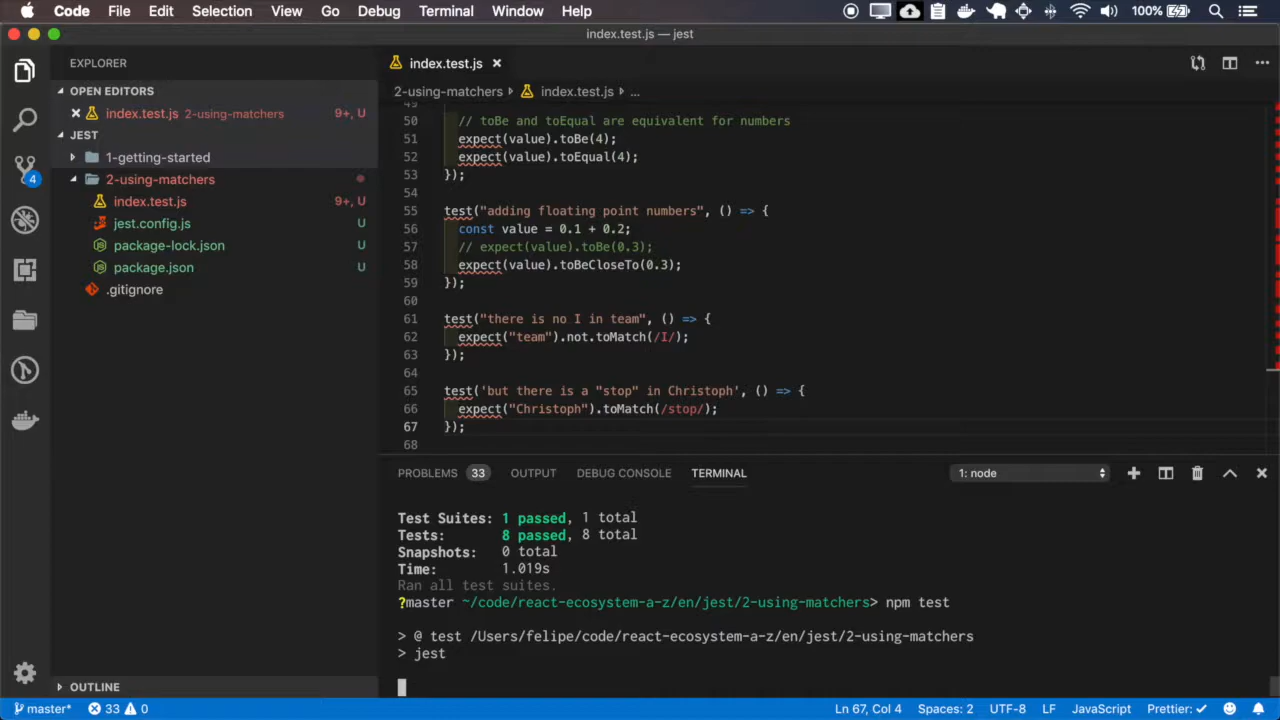 Code File Edit Selection View Go Debug Terminal Window Help 100%
index.test.js — jest
EXPLORER
OPEN EDITORS
index.test.js 2-using-matchers 9+, U
JEST
1-getting-started
2-using-matchers
index.test.js 9+, U
jest.config.js U
package-lock.json U
package.json U
.gitignore
OUTLINE
4
index.test.js
2-using-matchers index.test.js ...
49
50 // toBe and toEqual are equivalent for numbers
51 expect(value).toBe(4);
52 expect(value).toEqual(4);
53 });
54
55 test("adding floating point numbers", () => {
56 const value = 0.1 + 0.2;
57 // expect(value).toBe(0.3);
58 expect(value).toBeCloseTo(0.3);
59 });
60
61 test("there is no I in team", () => {
62 expect("team").not.toMatch(/I/);
63 });
64
65 test('but there is a "stop" in Christoph', () => {
66 expect("Christoph").toMatch(/stop/);
67 });
68
PROBLEMS 33 OUTPUT DEBUG CONSOLE TERMINAL 1: node
Test Suites: 1 passed, 1 total
Tests: 8 passed, 8 total
Snapshots: 0 total
Time: 1.019s
Ran all test suites.
?master ~/code/react-ecosystem-a-z/en/jest/2-using-matchers> npm test
> @ test /Users/felipe/code/react-ecosystem-a-z/en/jest/2-using-matchers
> jest
master* 33 0 Ln 67, Col 4 Spaces: 2 UTF-8 LF JavaScript Prettier: ✓